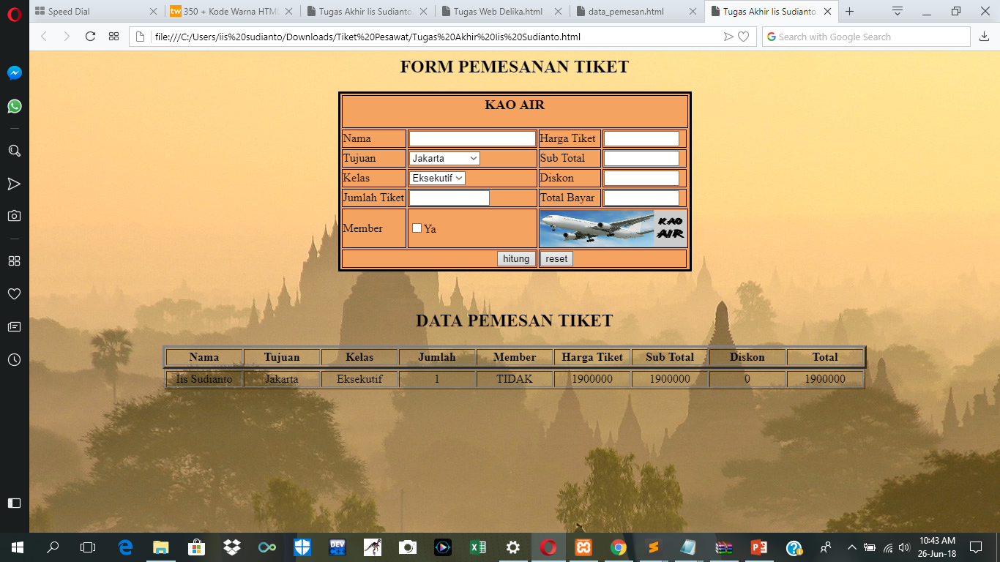 Speed Dial
tw 350 + Kode Warna HTM
Tugas Akhir Iis Sudianto.
Tugas Web Delika.html
data_pemesan.html
Tugas Akhir Iis Sudianto.
file:///C:/Users/iis%20sudianto/Downloads/Tiket%20Pesawat/Tugas%20Akhir%20Iis%20Sudianto.html
G Search with Google Search
FORM PEMESANAN TIKET
KAO AIR
Nama Harga Tiket
Tujuan Jakarta Sub Total
Kelas Eksekutif Diskon
Jumlah Tiket Total Bayar
Member Ya KAO AIR
hitung reset
DATA PEMESAN TIKET
Nama Tujuan Kelas Jumlah Member Harga Tiket Sub Total Diskon Total
Iis Sudianto Jakarta Eksekutif 1 TIDAK 1900000 1900000 0 1900000
DEV
10:43 AM
26-Jun-18